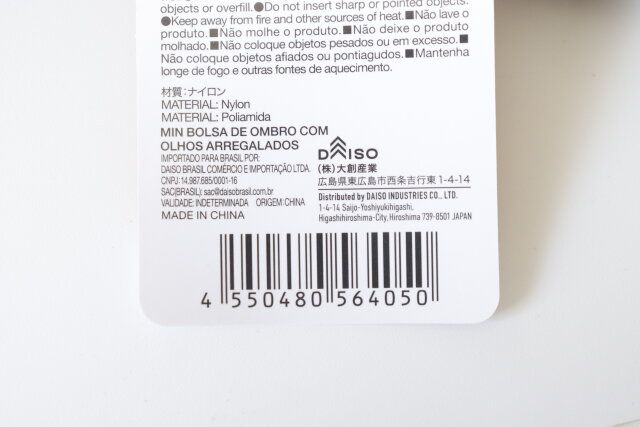 objects or overfill.●Do not insert sharp or pointed objects.
●Keep away from fire and other sources of heat.■Não lave o
produto.■Não molhe o produto.■Não deixe o produto
molhado.■Não coloque objetos pesados ou em excesso.■
Não coloque objetos afiados ou pontiagudos.■Mantenha
longe de fogo e outras fontes de aquecimento.
材質:ナイロン
MATERIAL: Nylon
MATERIAL: Poliamida
MIN BOLSA DE OMBRO COM
OLHOS ARREGALADOS
IMPORTADO PARA BRASIL POR:
DAISO BRASIL COMÉRCIO E IMPORTAÇÃO LTDA.
CNPJ: 14.987.685/0001-16
SAC(BRASIL): sac@daisobrasil.com.br
VALIDADE: INDETERMINADA ORIGEM: CHINA
MADE IN CHINA
DAISO
(株)大創産業
広島県東広島市西条吉行東1-4-14
Distributed by DAISO INDUSTRIES CO., LTD.
1-4-14 Saijo-Yoshiyukihigashi,
Higashihiroshima-City, Hiroshima 739-8501 JAPAN
4 550480 564050